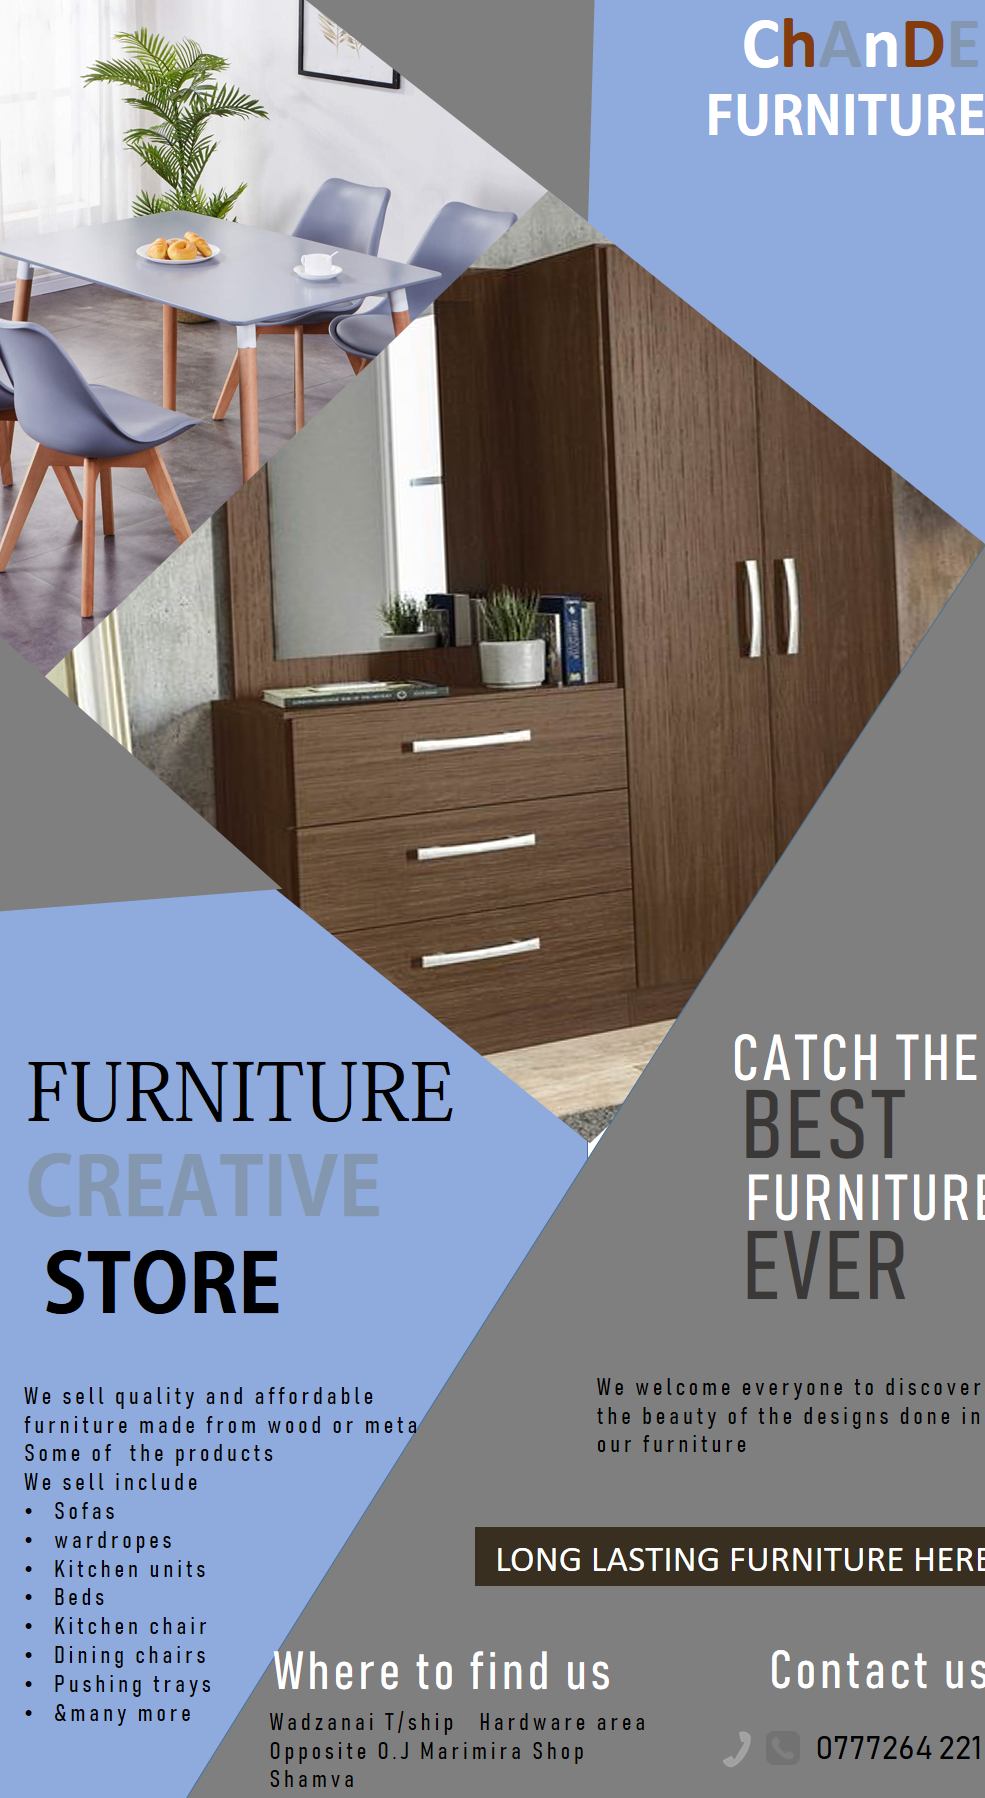 ChAnDE
FURNITURE
CATCH THE
BEST
FURNITURE
EVER
FURNITURE
CREATIVE
STORE
We sell quality and affordable
furniture made from wood or meta
Some of the products
We sell include
• Sofas
• wardropes
• Kitchen units
• Beds
• Kitchen chair
• Dining chairs
• Pushing trays
• &many more
We welcome everyone to discover
the beauty of the designs done in
our furniture
LONG LASTING FURNITURE HERE
Where to find us
Wadzanai T/ship Hardware area
Opposite O.J Marimira Shop
Shamva
Contact us
0777264 221